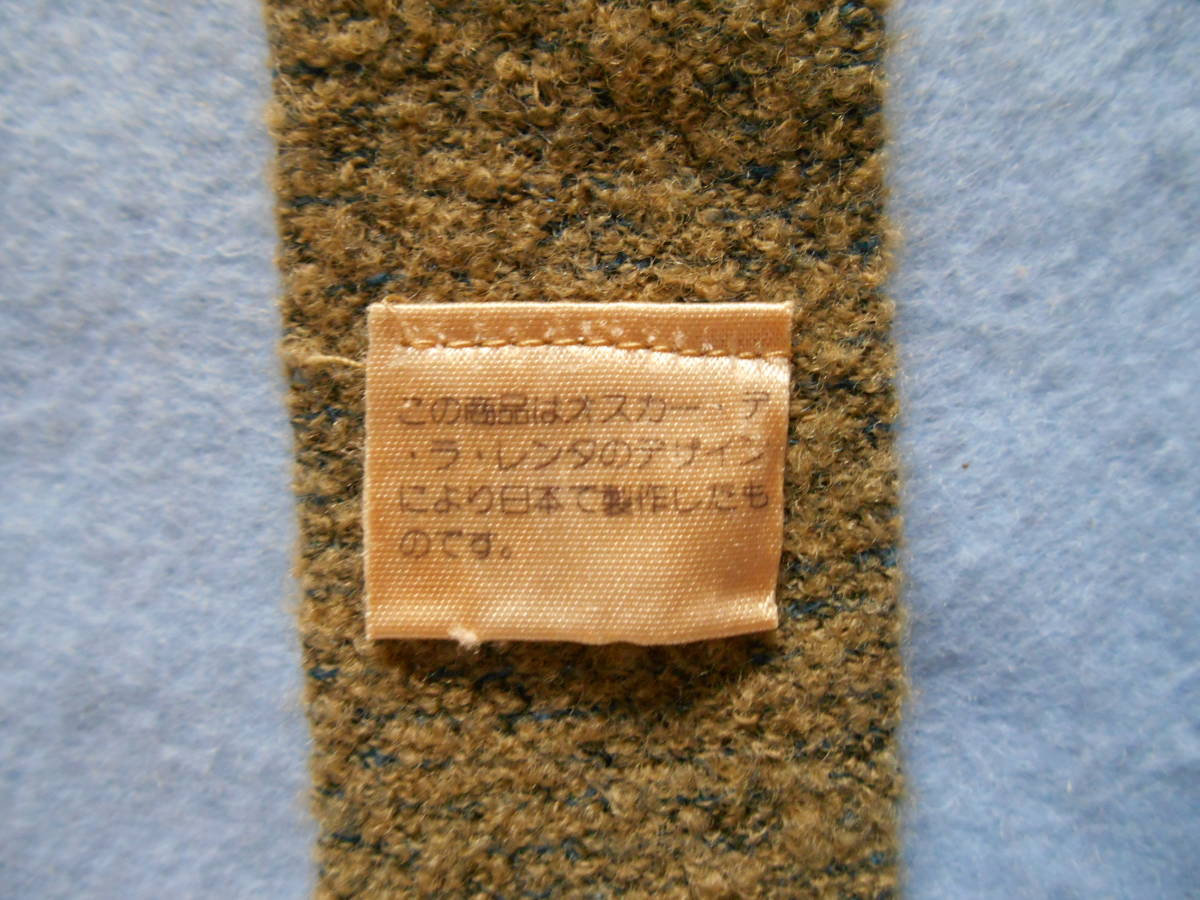 この商品はオスカー・デ
・ラ・レンタのデザイン
により日本で製作したも
のです。